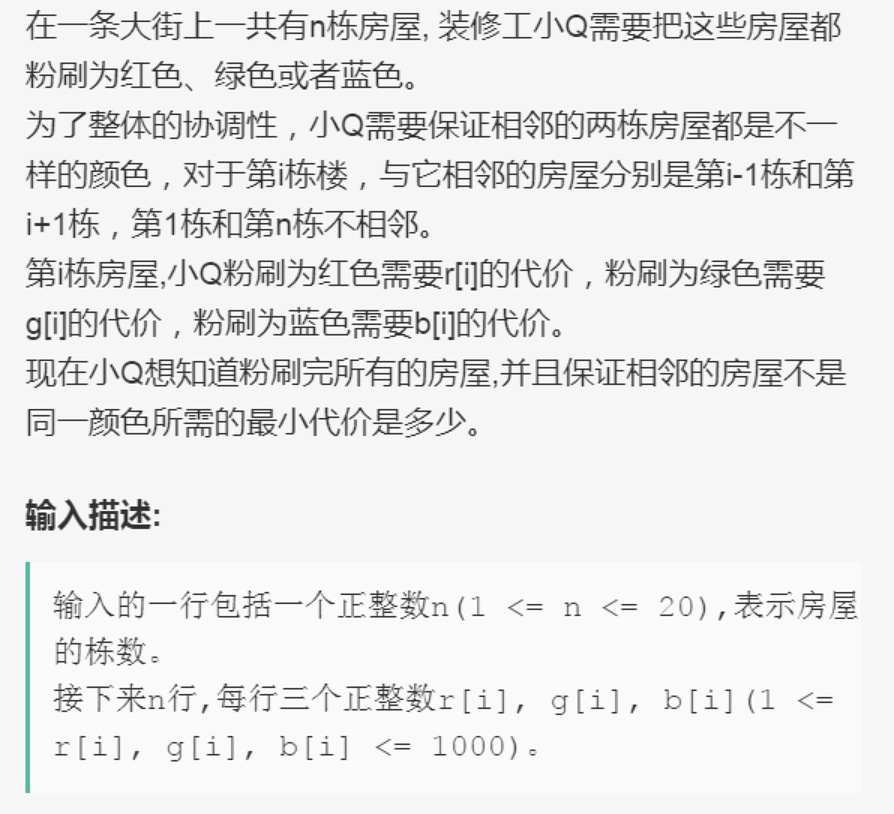 在一条大街上一共有n栋房屋, 装修工小Q需要把这些房屋都
粉刷为红色、绿色或者蓝色。
为了整体的协调性，小Q需要保证相邻的两栋房屋都是不一
样的颜色，对于第i栋楼，与它相邻的房屋分别是第i-1栋和第
i+1栋，第1栋和第n栋不相邻。
第i栋房屋,小Q粉刷为红色需要r[i]的代价，粉刷为绿色需要
g[i]的代价，粉刷为蓝色需要b[i]的代价。
现在小Q想知道粉刷完所有的房屋,并且保证相邻的房屋不是
同一颜色所需的最小代价是多少。
输入描述:
输入的一行包括一个正整数n(1 <= n <= 20),表示房屋
的栋数。
接下来n行,每行三个正整数r[i], g[i], b[i](1 <=
r[i], g[i], b[i] <= 1000)。